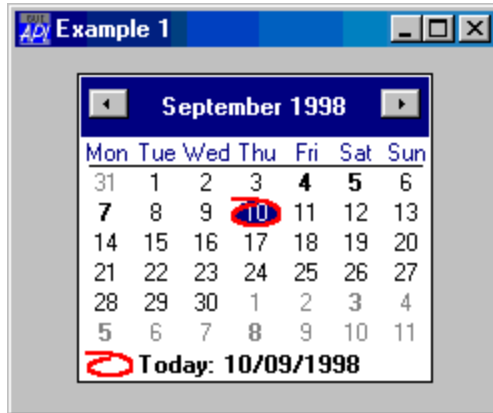 Example 1
September 1998
Mon Tue Wed Thu Fri Sat Sun
31 1 2 3 4 5 6
7 8 9 10 11 12 13
14 15 16 17 18 19 20
21 22 23 24 25 26 27
28 29 30 1 2 3 4
5 6 7 8 9 10 11
Today: 10/09/1998